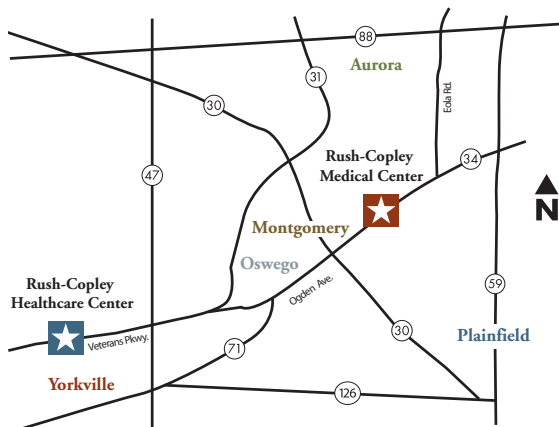 88
Aurora
31
30
Eola Rd.
Rush-Copley
Medical Center
34
47
N
Montgomery
Oswego
59
Rush-Copley
Healthcare Center
Ogden Ave.
30
Plainfield
Veterans Pkwy.
71
Yorkville
126